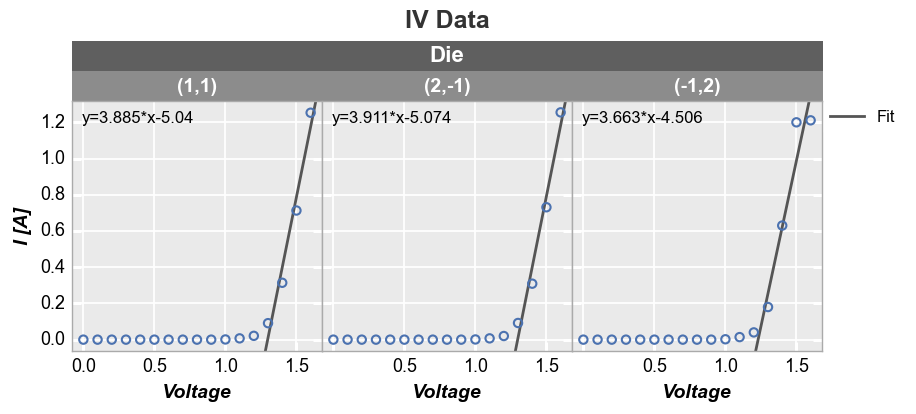 IV Data
Die
(1,1) (2,-1) (-1,2)
y=3.885*x-5.04 y=3.911*x-5.074 y=3.663*x-4.506 Fit
1.2
1.0
0.8
0.6
0.4
0.2
0.0
I [A]
0.0 0.5 1.0 1.5 0.5 1.0 1.5 0.5 1.0 1.5
Voltage Voltage Voltage